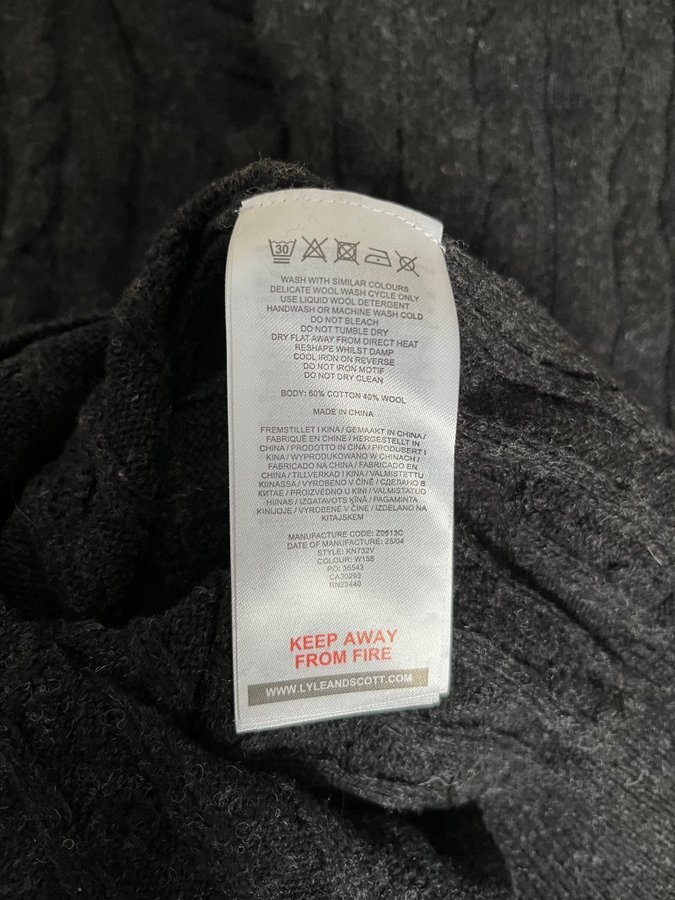 30
WASH WITH SIMILAR COLOURS
DELICATE WOOL WASH CYCLE ONLY
USE LIQUID WOOL DETERGENT
HANDWASH OR MACHINE WASH COLD
DO NOT BLEACH
DO NOT TUMBLE DRY
DRY FLAT AWAY FROM DIRECT HEAT
RESHAPE WHILST DAMP
COOL IRON ON REVERSE
DO NOT IRON MOTIF
DO NOT DRY CLEAN
BODY: 60% COTTON 40% WOOL
MADE IN CHINA
FREMSTILLET I KINA / GEMAAKT IN CHINA /
FABRIQUÉ EN CHINE / HERGESTELLT IN
CHINA / PRODOTTO IN CINA / PRODUSERT I
KINA / WYPRODUKOWANO W CHINACH /
FABRICADO NA CHINA / FABRICADO EN
CHINA / TILLVERKAD I KINA / VALMISTETTU
KIINASSA / VYROBENO V ČÍNĚ / СДЕЛАНО В
КИТАЕ / PROIZVEDENO U KINI / VALMISTATUD
HIINAS / IZGATAVOTS ĶĪNĀ / PAGAMINTA
KINIJOJE / VYROBENÉ V ČÍNE / IZDELANO NA
KITAJSKEM
MANUFACTURE CODE: Z0513C
DATE OF MANUFACTURE: 25/04
STYLE: KN732V
COLOUR: W155
PO: 36543
CA30293
RN23440
KEEP AWAY
FROM FIRE
WWW.LYLEANDSCOTT.COM